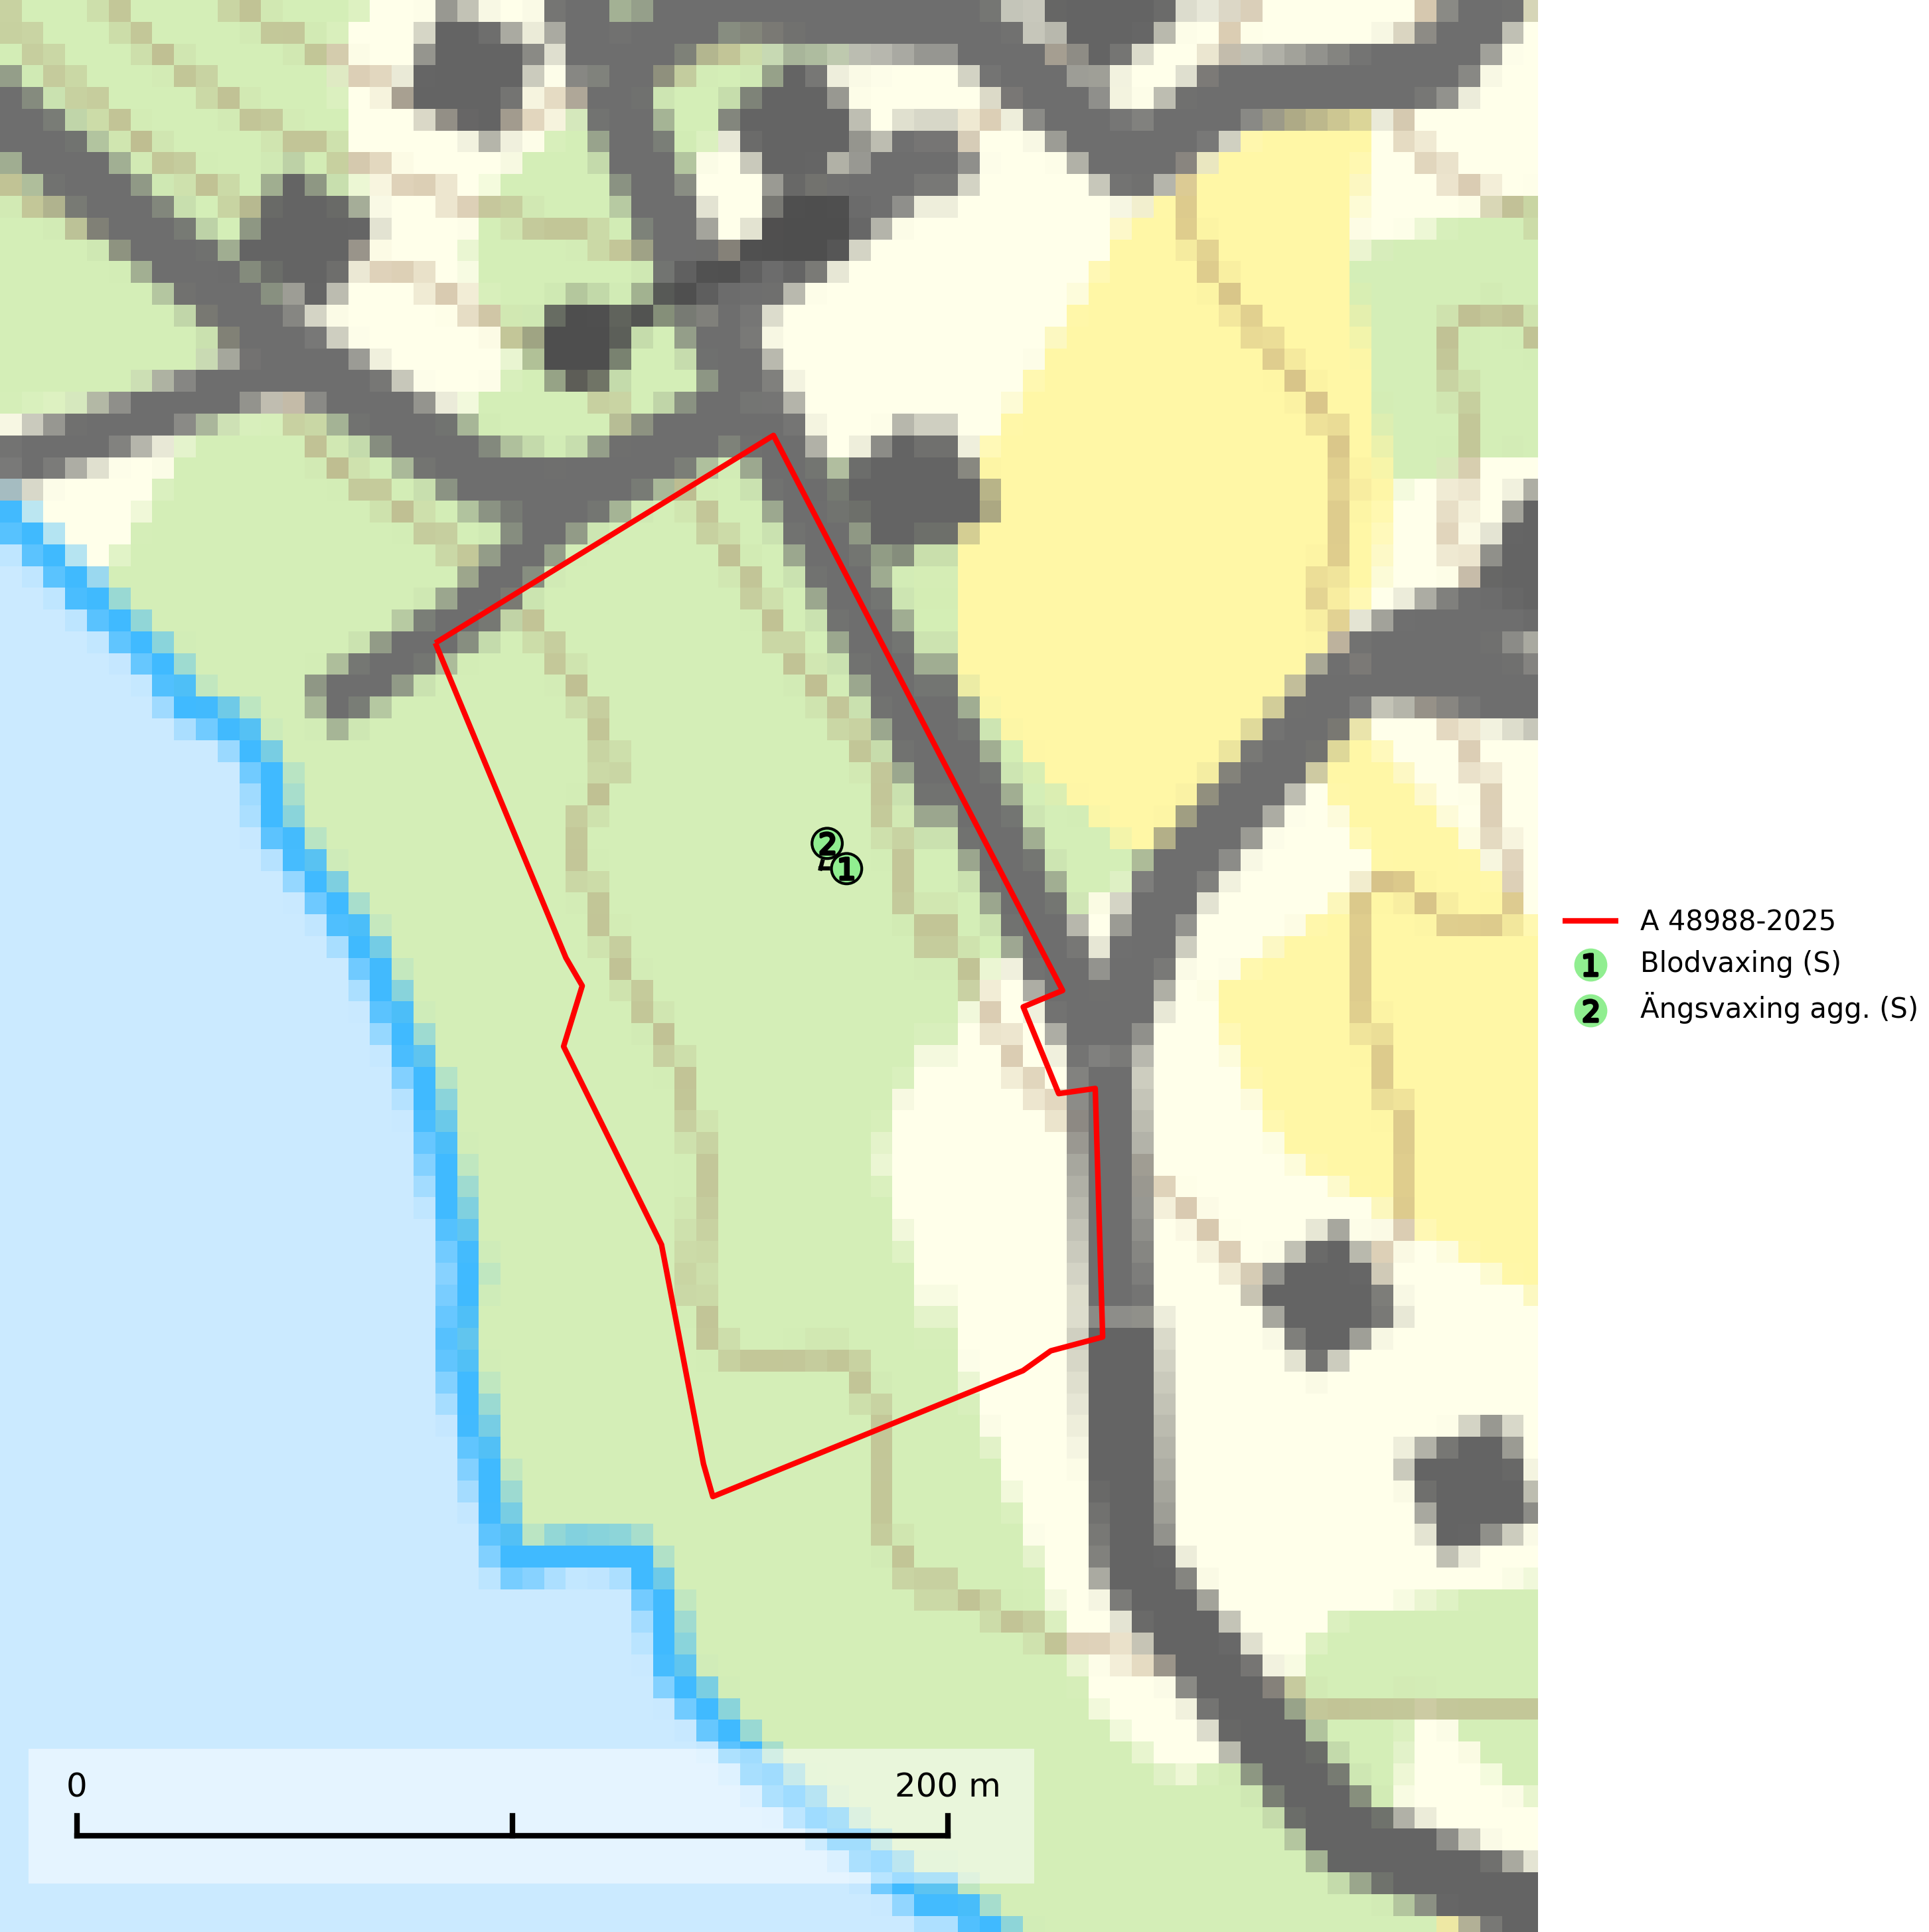 2
1
A 48988-2025
1 Blodvaxing (S)
2 Ängsvaxing agg. (S)
0 200 m